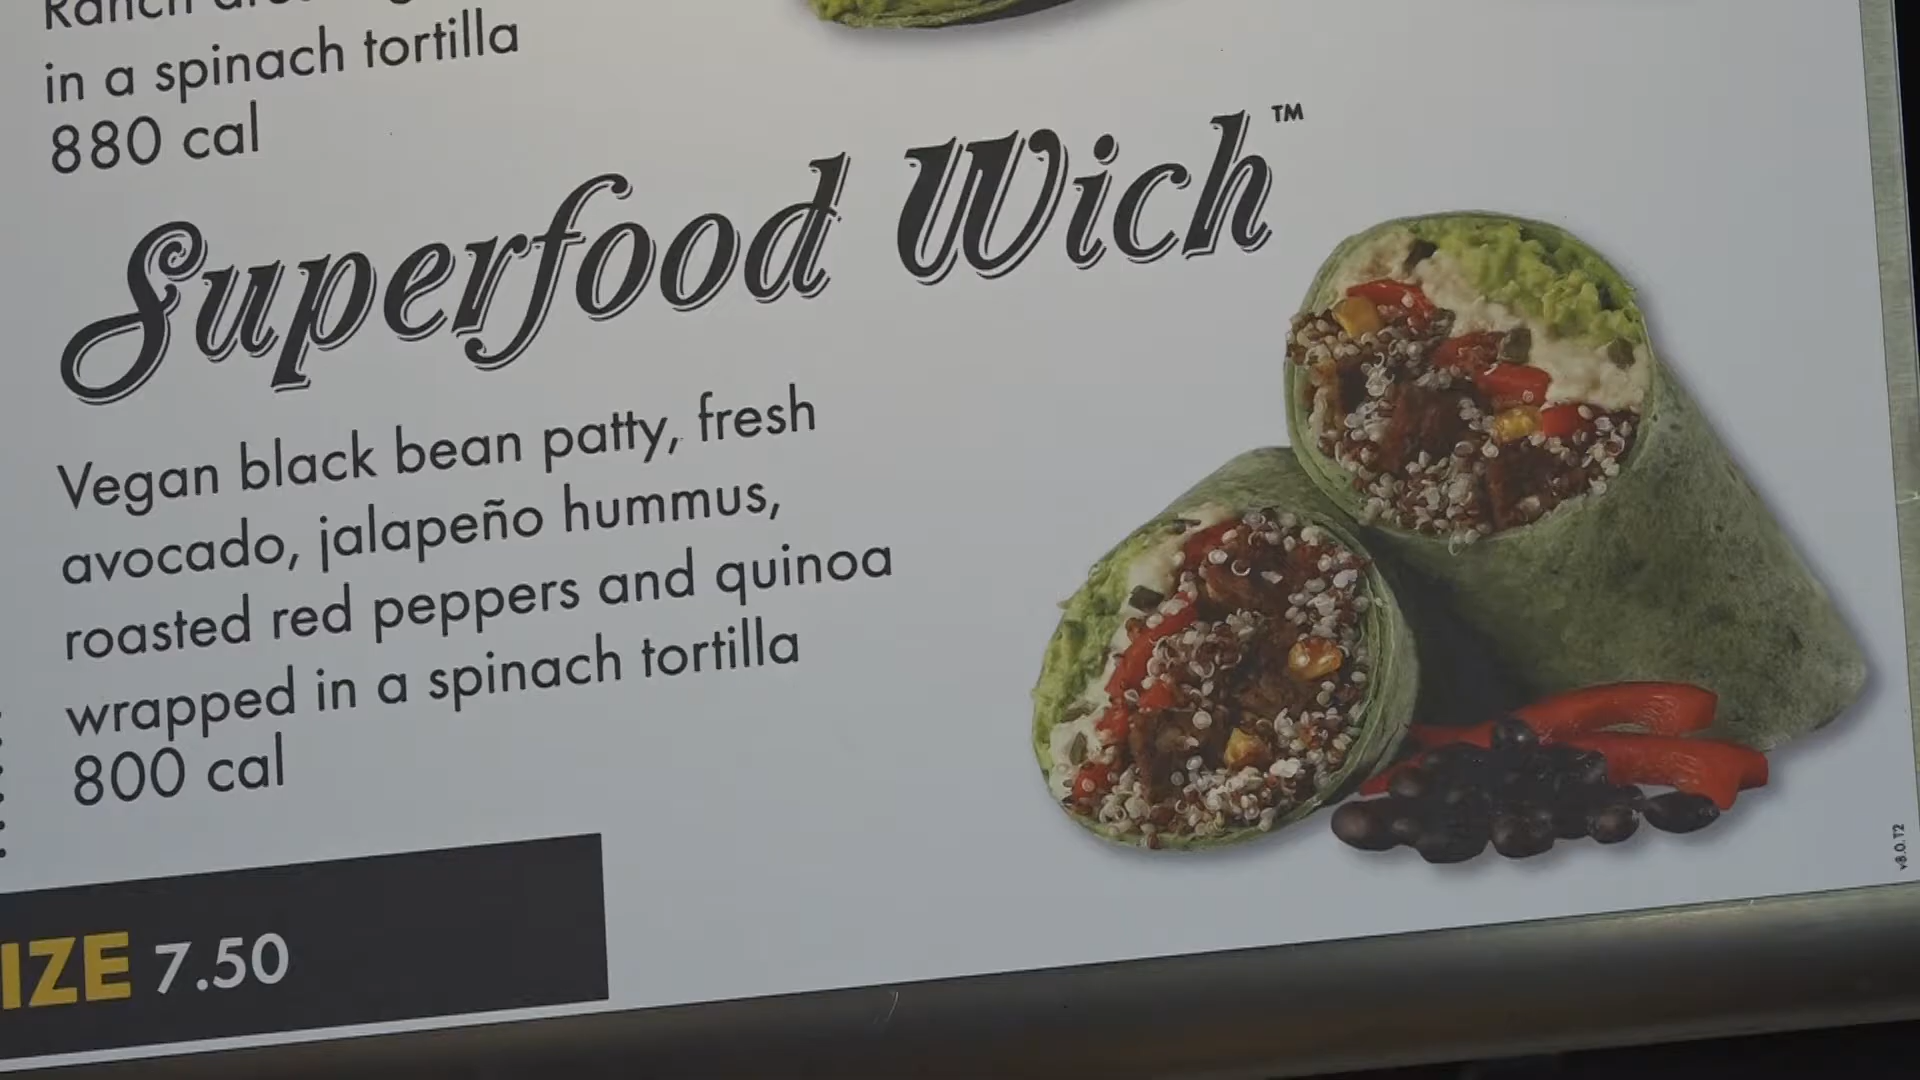 Ranch
in a spinach tortilla
880 cal
Superfood Wich™
Vegan black bean patty, fresh
avocado, jalapeño hummus,
roasted red peppers and quinoa
wrapped in a spinach tortilla
800 cal
IZE 7.50
v8.0.T2